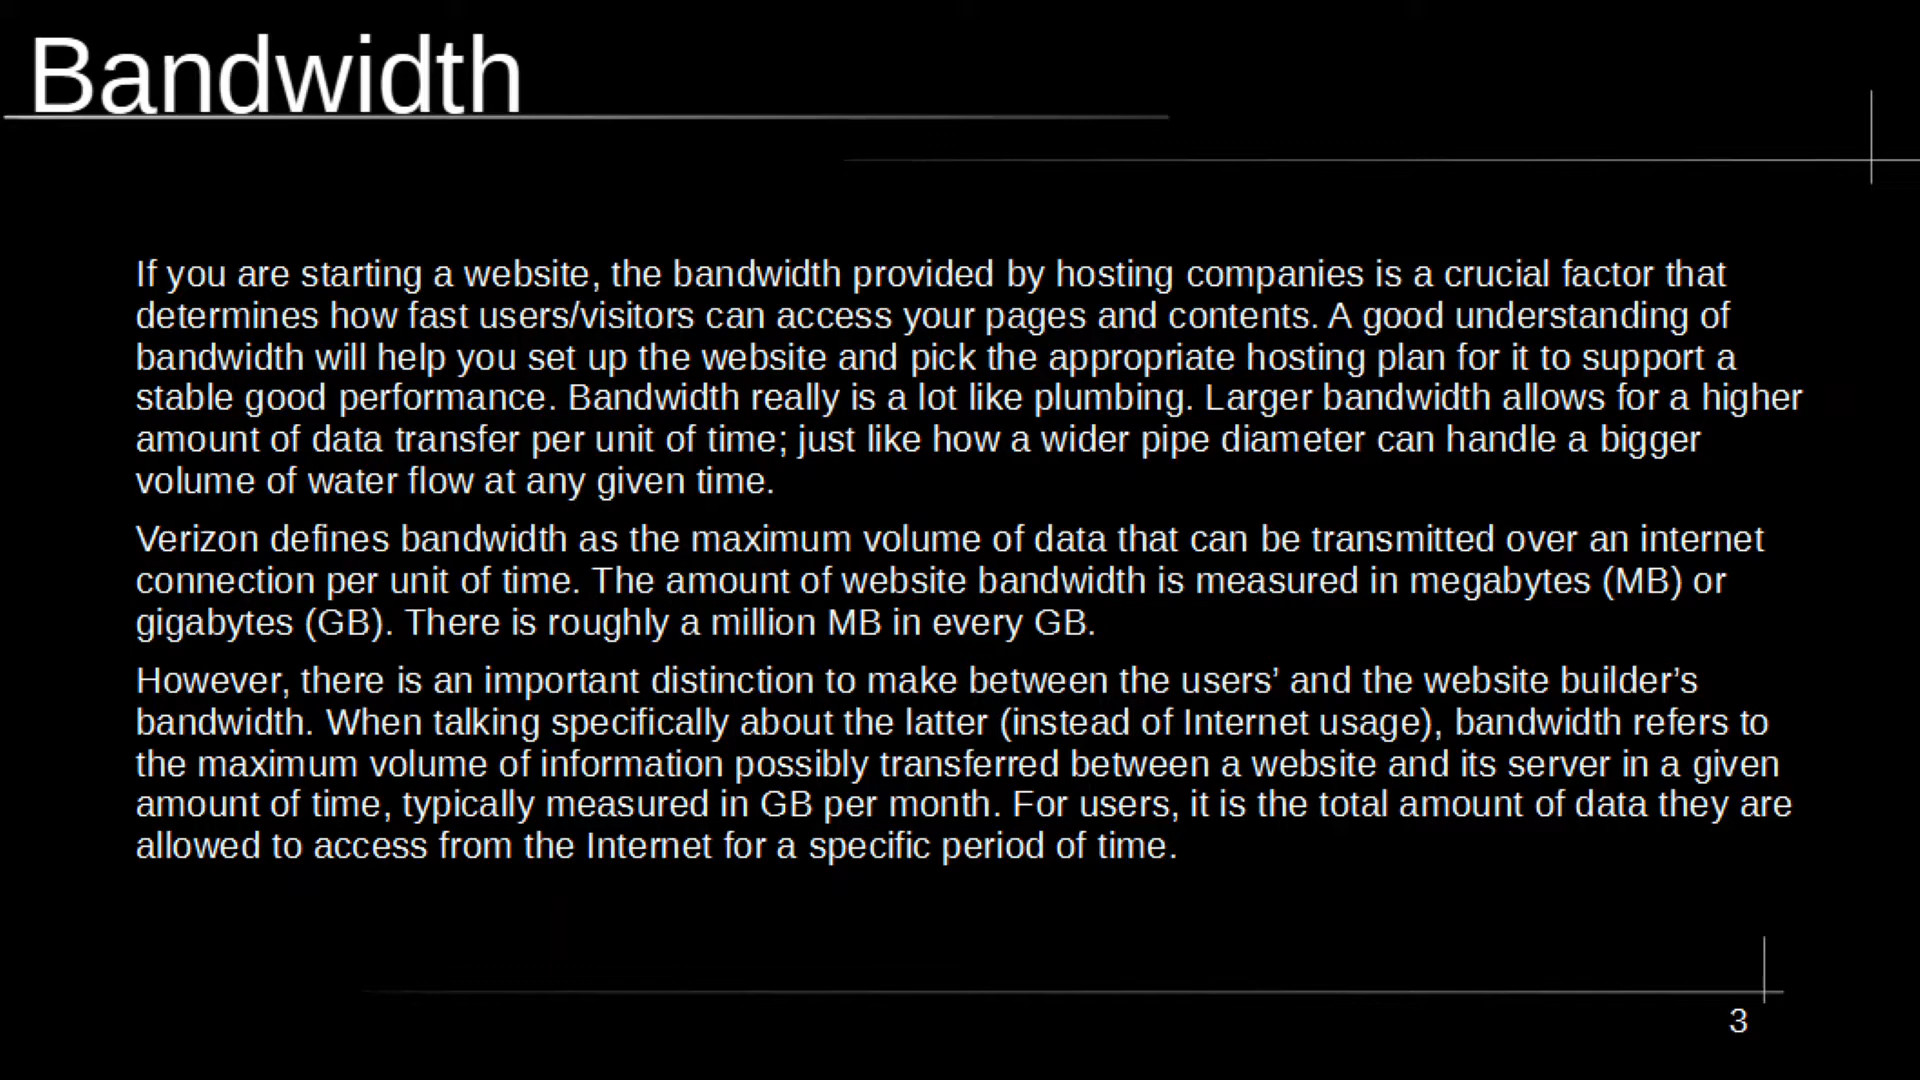 Bandwidth
If you are starting a website, the bandwidth provided by hosting companies is a crucial factor that
determines how fast users/visitors can access your pages and contents. A good understanding of
bandwidth will help you set up the website and pick the appropriate hosting plan for it to support a
stable good performance. Bandwidth really is a lot like plumbing. Larger bandwidth allows for a higher
amount of data transfer per unit of time; just like how a wider pipe diameter can handle a bigger
volume of water flow at any given time.
Verizon defines bandwidth as the maximum volume of data that can be transmitted over an internet
connection per unit of time. The amount of website bandwidth is measured in megabytes (MB) or
gigabytes (GB). There is roughly a million MB in every GB.
However, there is an important distinction to make between the users’ and the website builder’s
bandwidth. When talking specifically about the latter (instead of Internet usage), bandwidth refers to
the maximum volume of information possibly transferred between a website and its server in a given
amount of time, typically measured in GB per month. For users, it is the total amount of data they are
allowed to access from the Internet for a specific period of time.
3